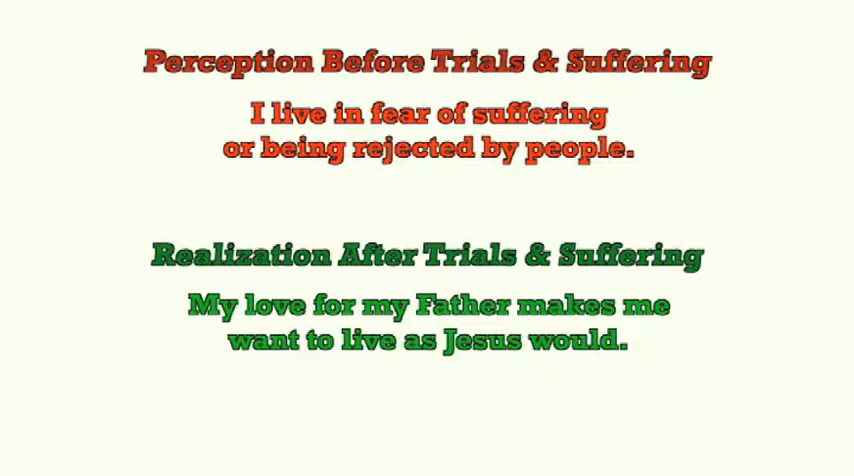 Perception Before Trials & Suffering
I live in fear of suffering
or being rejected by people.
Realization After Trials & Suffering
My love for my Father makes me
want to live as Jesus would.